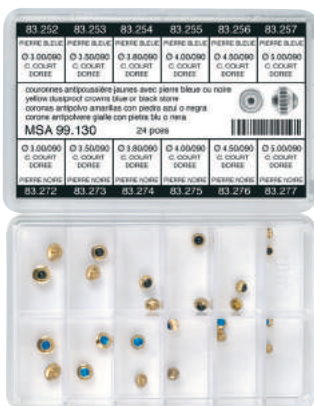 83.252 83.253 83.254 83.255 83.256 83.257
PIERRE BLEUE PIERRE BLEUE PIERRE BLEUE PIERRE BLEUE PIERRE BLEUE PIERRE BLEUE
Ø 3.00/090 Ø 3.50/090 Ø 3.80/090 Ø 4.00/090 Ø 4.50/090 Ø 5.00/090
C. COURT C. COURT C. COURT C. COURT C. COURT C. COURT
DOREE DOREE DOREE DOREE DOREE DOREE
couronnes antipoussière jaunes avec pierre bleue ou noire
yellow dustproof crowns blue or black stone
coronas antipolvo amarillas con piedra azul o negra
corone antipolvere gialle con pietra blu o nera
MSA 99.130 24 pces
Ø 3.00/090 Ø 3.50/090 Ø 3.80/090 Ø 4.00/090 Ø 4.50/090 Ø 5.00/090
C. COURT C. COURT C. COURT C. COURT C. COURT C. COURT
DOREE DOREE DOREE DOREE DOREE DOREE
PIERRE NOIRE PIERRE NOIRE PIERRE NOIRE PIERRE NOIRE PIERRE NOIRE PIERRE NOIRE
83.272 83.273 83.274 83.275 83.276 83.277